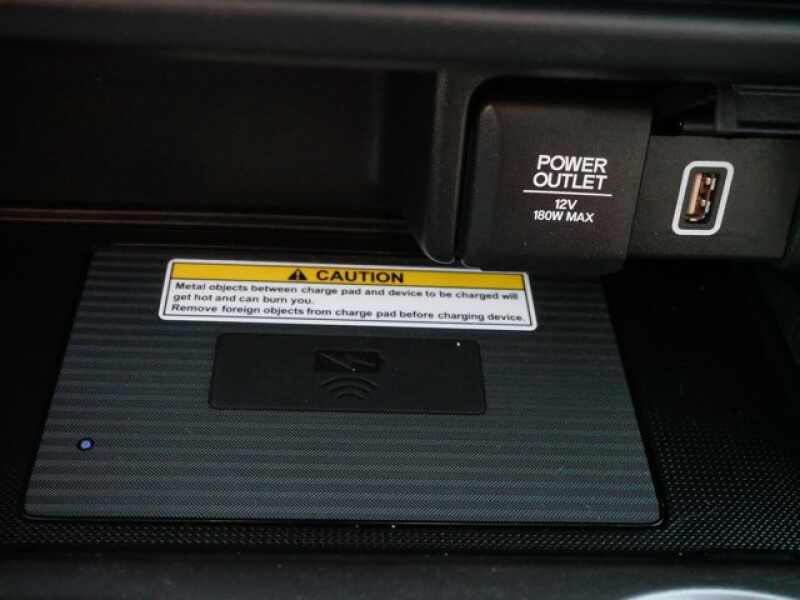 POWER
OUTLET
12V
180W MAX
CAUTION
Metal objects between charge pad and device to be charged will
get hot and can burn you.
Remove foreign objects from charge pad before charging device.